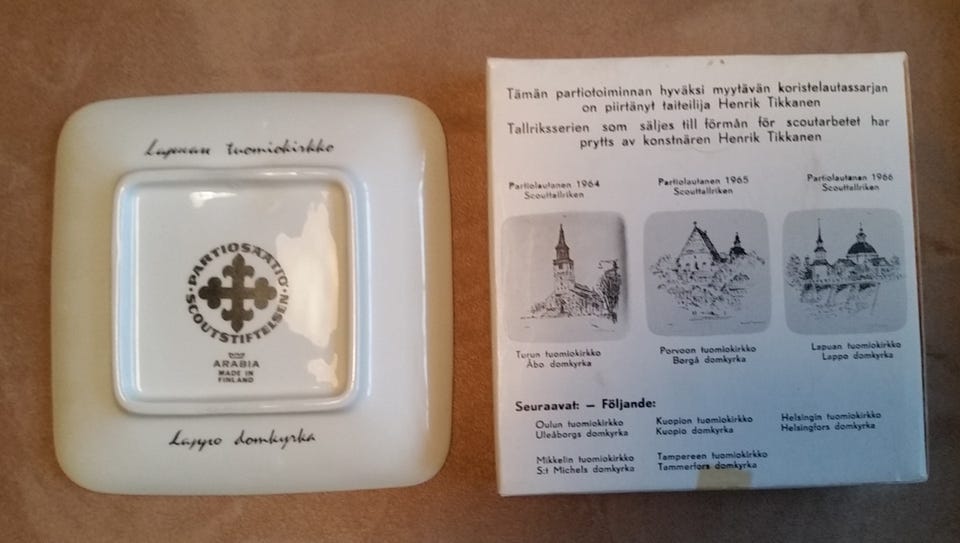 Lapuan tuomiokirkko
PARTIOSÄÄTIÖ · SCOUTSTIFTELSEN ·
ARABIA
MADE IN
FINLAND
Lappo domkyrka
Tämän partiotoiminnan hyväksi myytävän koristelautassarjan
on piirtänyt taiteilija Henrik Tikkanen
Tallriksserien som säljes till förmån för scoutarbetet har
prytts av konstnären Henrik Tikkanen
Partiolautanen 1964
Scouttallriken
Partiolautanen 1965
Scouttallriken
Partiolautanen 1966
Scouttallriken
Turun tuomiokirkko
Åbo domkyrka
Porvoon tuomiokirkko
Borgå domkyrka
Lapuan tuomiokirkko
Lappo domkyrka
Seuraavat: – Följande:
Oulun tuomiokirkko
Uleåborgs domkyrka
Kuopion tuomiokirkko
Kuopio domkyrka
Helsingin tuomiokirkko
Helsingfors domkyrka
Mikkelin tuomiokirkko
S:t Michels domkyrka
Tampereen tuomiokirkko
Tammerfors domkyrka